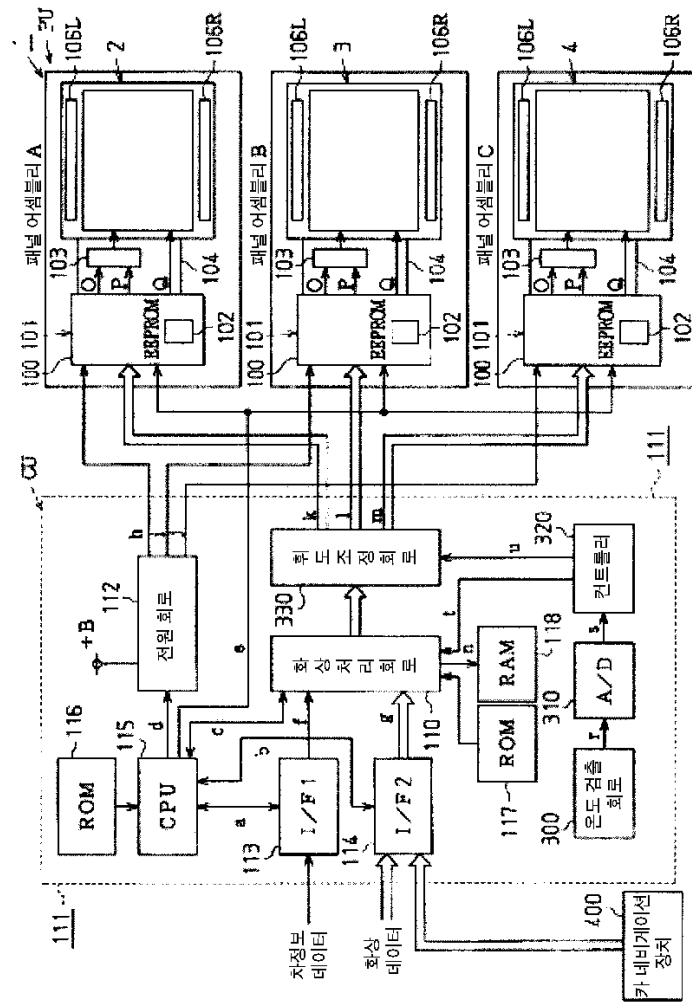 PU
패널 어셈블리 A
106L
2
106R
103
104
O
P
Q
EEPROM
102
100
101
패널 어셈블리 B
106L
3
106R
103
104
O
P
Q
EEPROM
102
100
101
패널 어셈블리 C
106L
4
106R
103
104
O
P
Q
EEPROM
102
100
101
CU
111
+B
112
전원 회로
h
d
e
k
l
m
330
휘도조정회로
u
320
컨트롤러
t
s
116
ROM
115
CPU
c
b
a
f
g
화상처리회로
110
n
RAM
118
ROM
117
A/D
310
r
온도 검출
회로
300
I/F1
113
I/F2
114
111
차정보
데이터
화상
데이터
400
카 네비게이션
장치